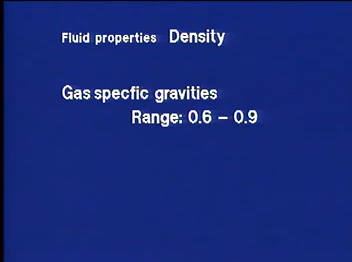 Fluid properties Density
Gas specfic gravities
Range: 0.6 – 0.9